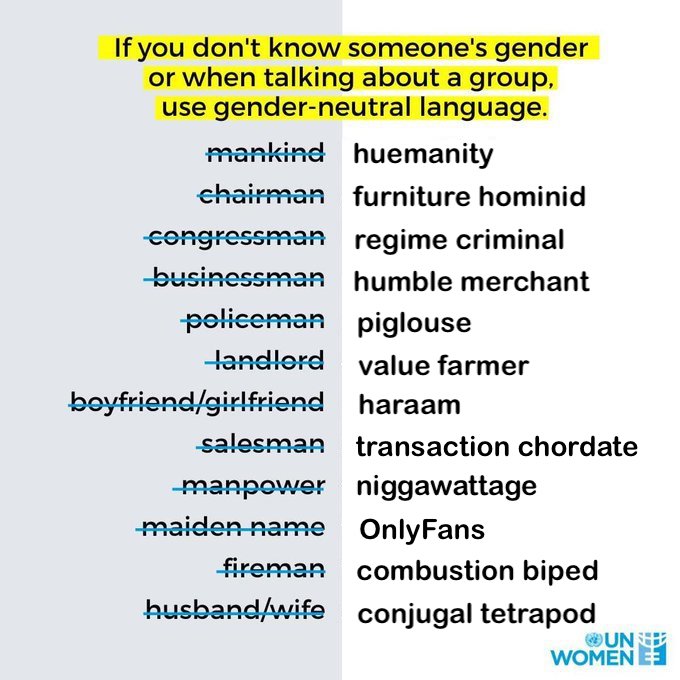 If you don't know someone's gender
or when talking about a group,
use gender-neutral language.
mankind huemanity
chairman furniture hominid
congressman regime criminal
businessman humble merchant
policeman piglouse
landlord value farmer
boyfriend/girlfriend haraam
salesman transaction chordate
manpower niggawattage
maiden name OnlyFans
fireman combustion biped
husband/wife conjugal tetrapod
UN
WOMEN